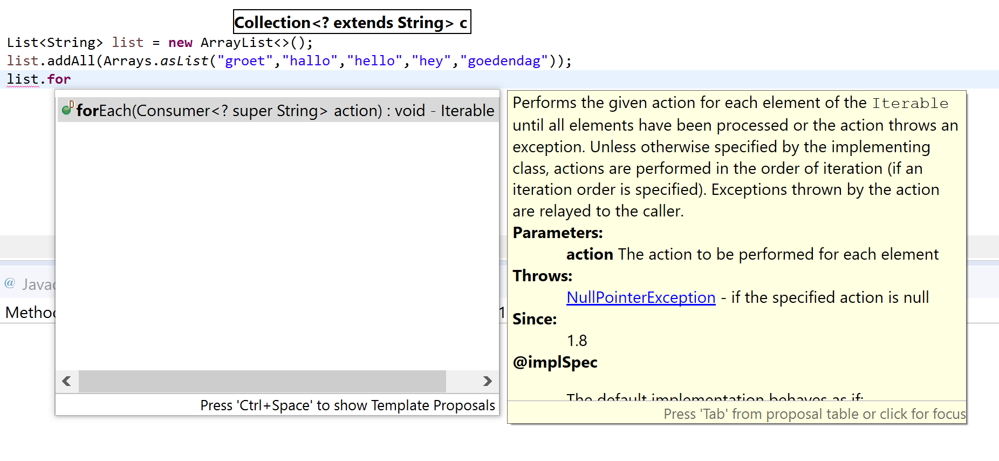 Collection<? extends String> c
List<String> list = new ArrayList<>();
list.addAll(Arrays.asList("groet","hallo","hello","hey","goedendag"));
list.for
forEach(Consumer<? super String> action) : void - Iterable
Press 'Ctrl+Space' to show Template Proposals
Performs the given action for each element of the Iterable
until all elements have been processed or the action throws an
exception. Unless otherwise specified by the implementing
class, actions are performed in the order of iteration (if an
iteration order is specified). Exceptions thrown by the action
are relayed to the caller.
Parameters:
action The action to be performed for each element
Throws:
NullPointerException - if the specified action is null
Since:
1.8
@implSpec
The default implementation behaves as if:
Press 'Tab' from proposal table or click for focus
@ Javad
Method
1